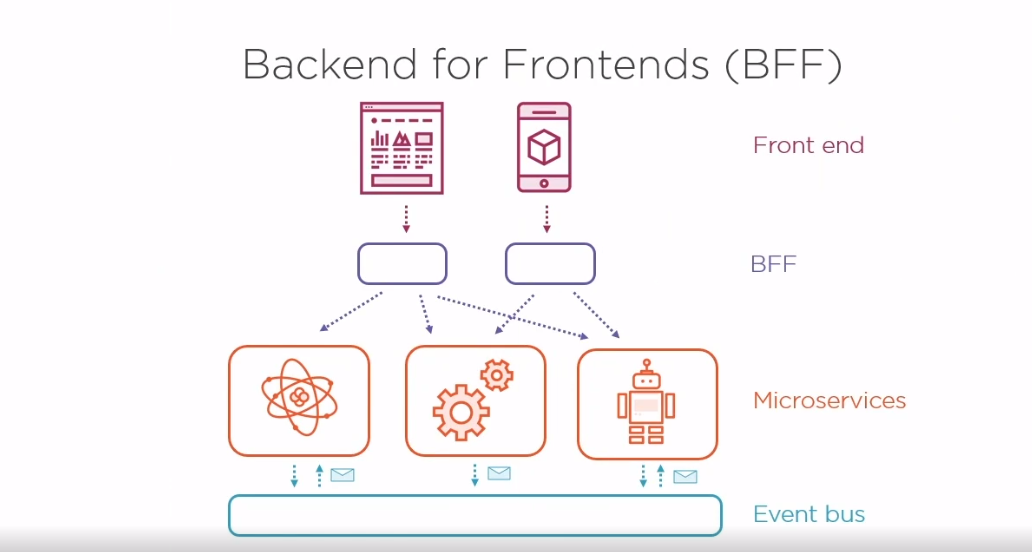 Backend for Frontends (BFF)
Front end
BFF
Microservices
Event bus